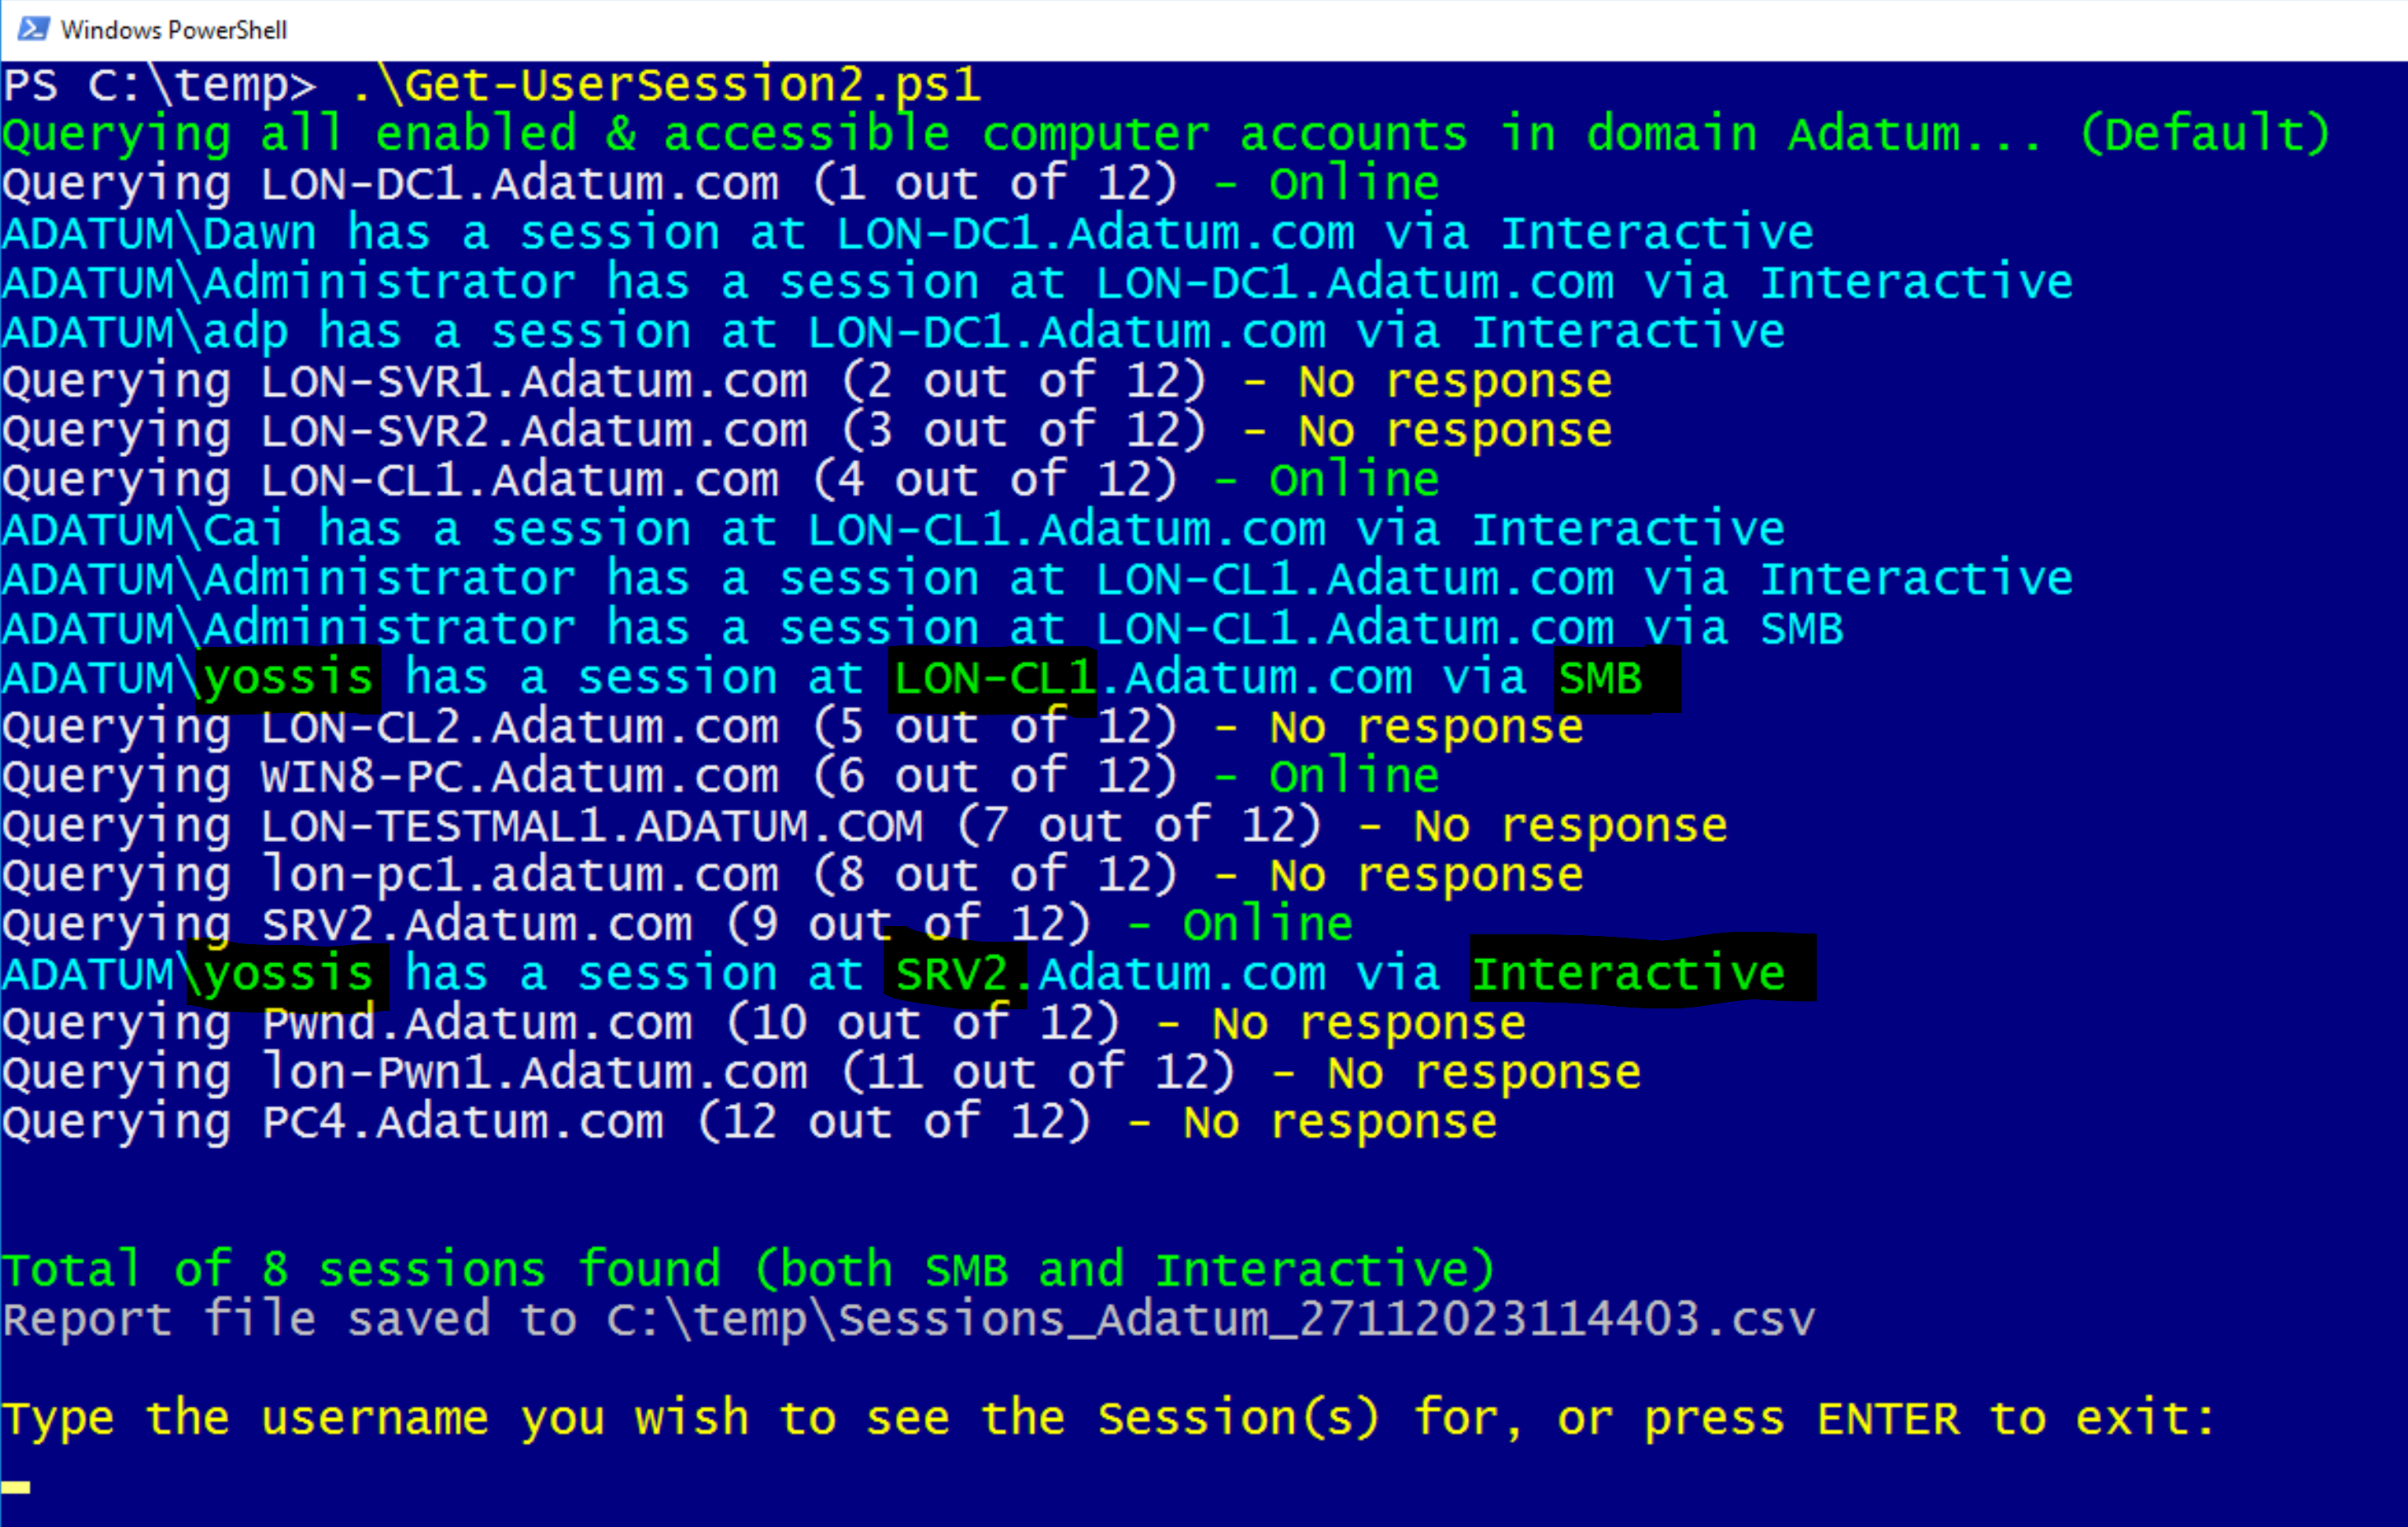 Windows PowerShell
PS C:\temp> .\Get-UserSession2.ps1
Querying all enabled & accessible computer accounts in domain Adatum... (Default)
Querying LON-DC1.Adatum.com (1 out of 12) - Online
ADATUM\Dawn has a session at LON-DC1.Adatum.com via Interactive
ADATUM\Administrator has a session at LON-DC1.Adatum.com via Interactive
ADATUM\adp has a session at LON-DC1.Adatum.com via Interactive
Querying LON-SVR1.Adatum.com (2 out of 12) - No response
Querying LON-SVR2.Adatum.com (3 out of 12) - No response
Querying LON-CL1.Adatum.com (4 out of 12) - Online
ADATUM\Cai has a session at LON-CL1.Adatum.com via Interactive
ADATUM\Administrator has a session at LON-CL1.Adatum.com via Interactive
ADATUM\Administrator has a session at LON-CL1.Adatum.com via SMB
ADATUM\yossis has a session at LON-CL1.Adatum.com via SMB
Querying LON-CL2.Adatum.com (5 out of 12) - No response
Querying WIN8-PC.Adatum.com (6 out of 12) - Online
Querying LON-TESTMAL1.ADATUM.COM (7 out of 12) - No response
Querying lon-pc1.adatum.com (8 out of 12) - No response
Querying SRV2.Adatum.com (9 out of 12) - Online
ADATUM\yossis has a session at SRV2.Adatum.com via Interactive
Querying Pwnd.Adatum.com (10 out of 12) - No response
Querying lon-Pwn1.Adatum.com (11 out of 12) - No response
Querying PC4.Adatum.com (12 out of 12) - No response
Total of 8 sessions found (both SMB and Interactive)
Report file saved to C:\temp\Sessions_Adatum_27112023114403.csv
Type the username you wish to see the Session(s) for, or press ENTER to exit: